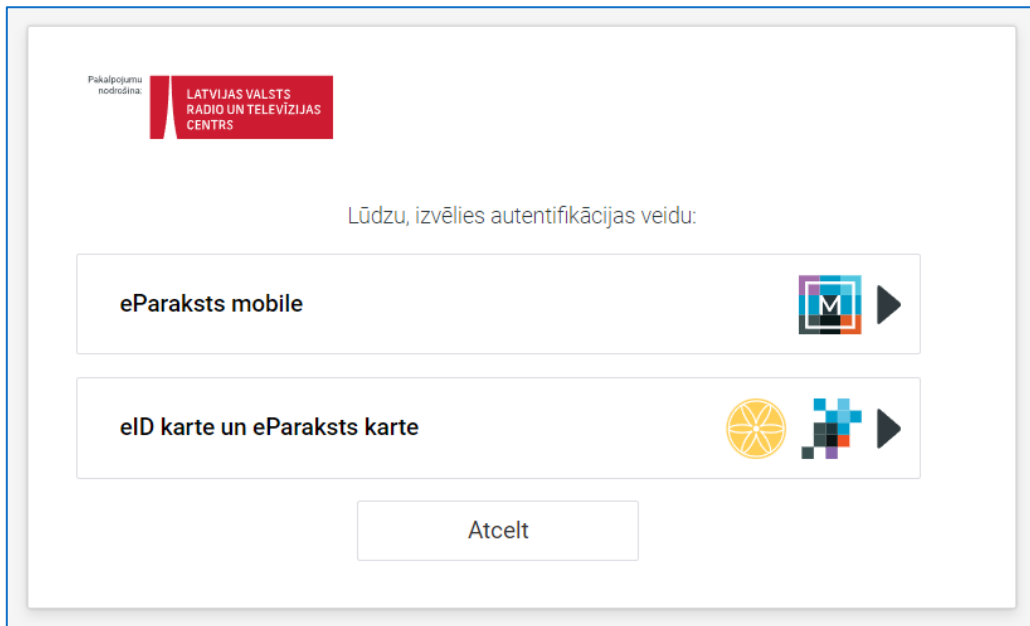 Pakalpojumu
nodrošina:
LATVIJAS VALSTS
RADIO UN TELEVĪZIJAS
CENTRS
Lūdzu, izvēlies autentifikācijas veidu:
eParaksts mobile
M
eID karte un eParaksts karte
Atcelt